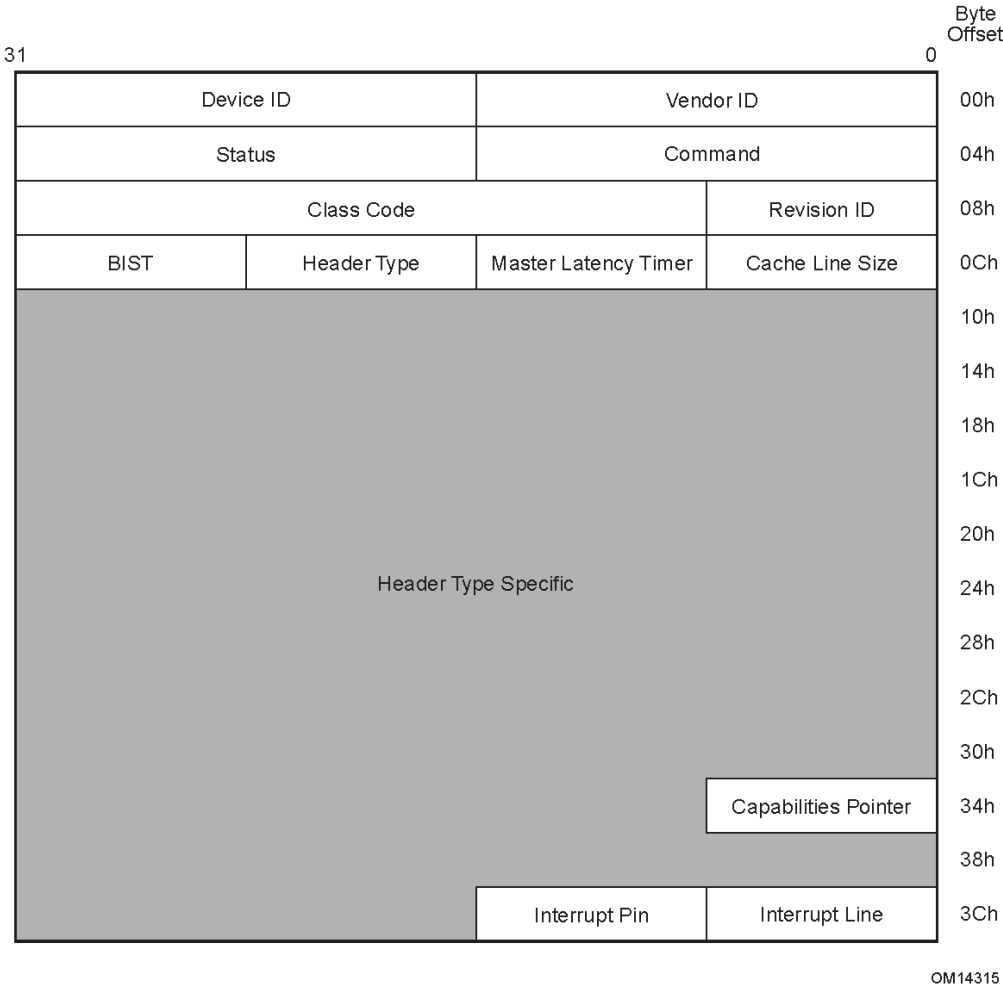 Byte
Offset
31 0
Device ID Vendor ID 00h
Status Command 04h
Class Code Revision ID 08h
BIST Header Type Master Latency Timer Cache Line Size 0Ch
10h
14h
18h
1Ch
20h
Header Type Specific 24h
28h
2Ch
30h
Capabilities Pointer 34h
38h
Interrupt Pin Interrupt Line 3Ch
OM14315